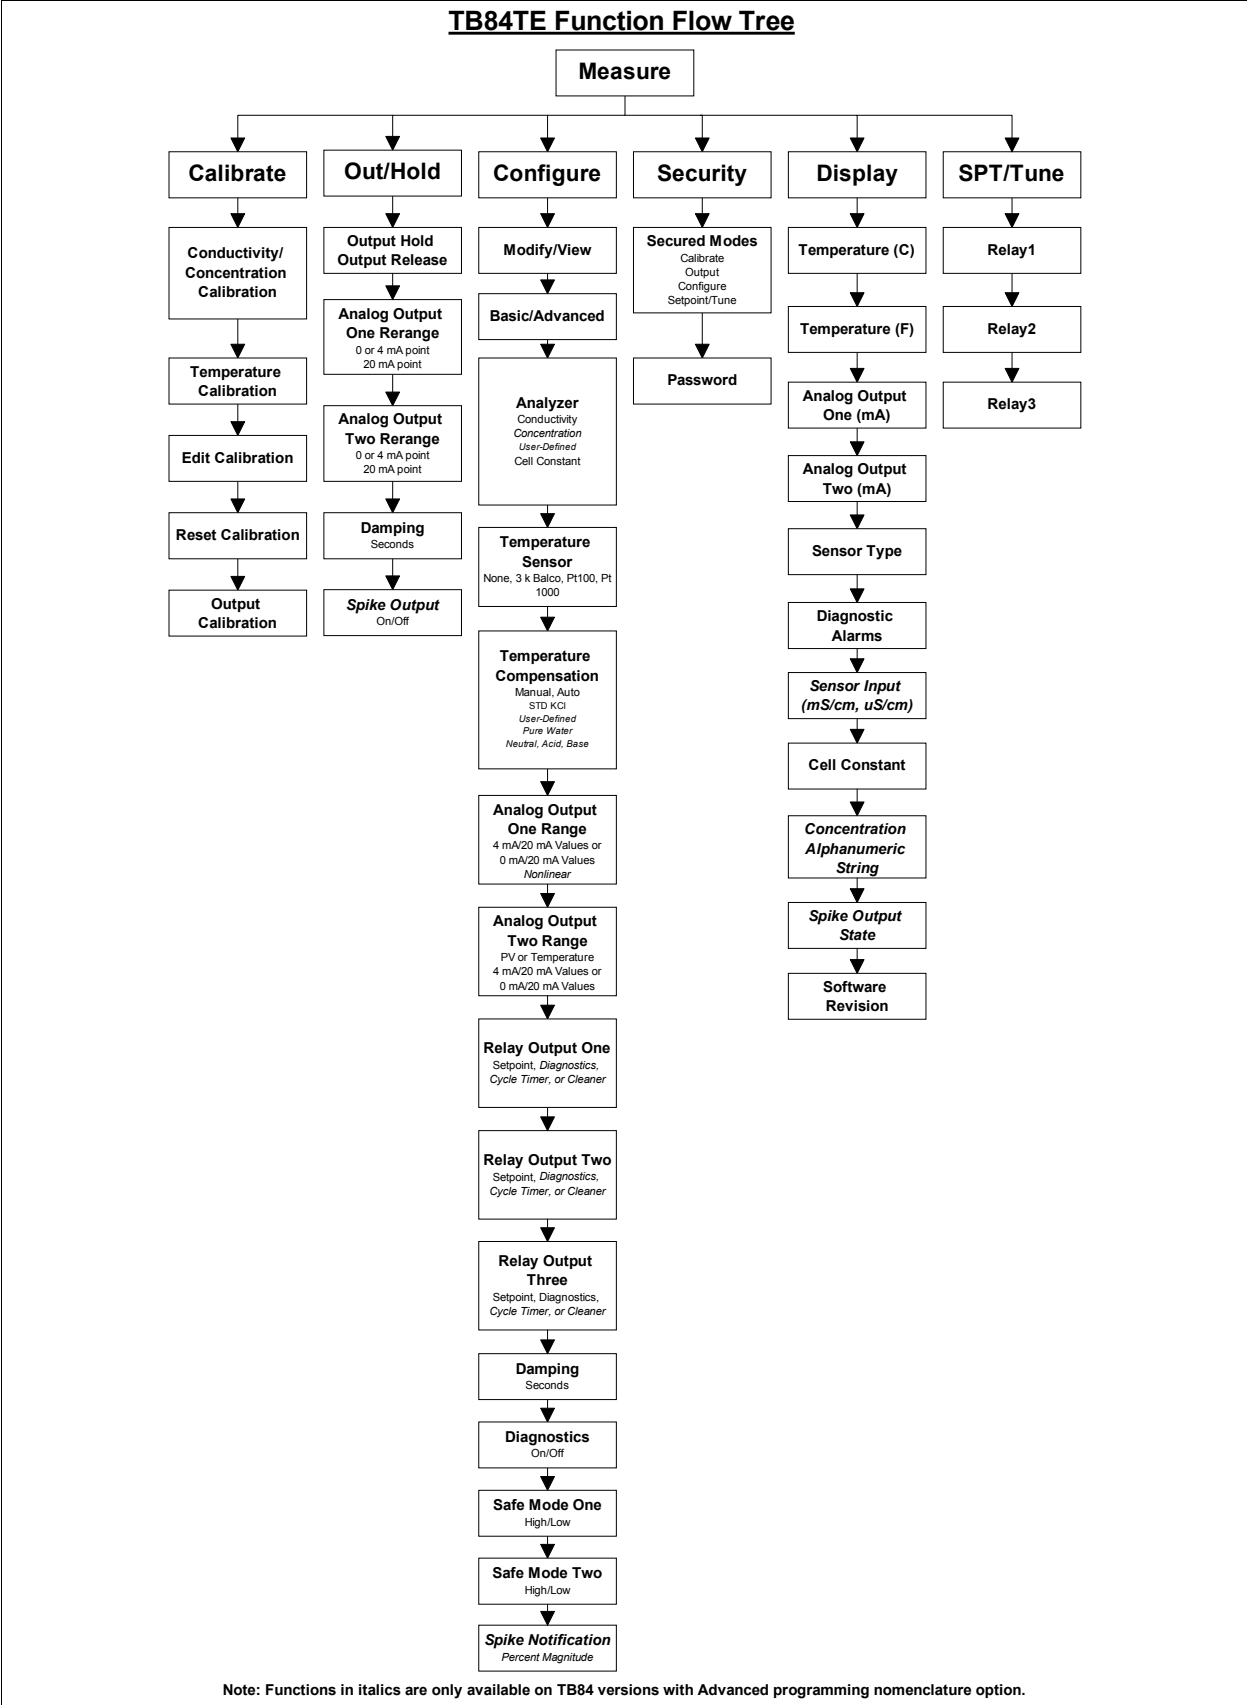 TB84TE Function Flow Tree
Measure
Calibrate
Conductivity/
Concentration
Calibration
Temperature
Calibration
Edit Calibration
Reset Calibration
Output
Calibration
Out/Hold
Output Hold
Output Release
Analog Output
One Rerange
0 or 4 mA point
20 mA point
Analog Output
Two Rerange
0 or 4 mA point
20 mA point
Damping
Seconds
Spike Output
On/Off
Configure
Modify/View
Basic/Advanced
Analyzer
Conductivity
Concentration
User-Defined
Cell Constant
Temperature
Sensor
None, 3 k Balco, Pt100, Pt
1000
Temperature
Compensation
Manual, Auto
STD KCl
User-Defined
Pure Water
Neutral, Acid, Base
Analog Output
One Range
4 mA/20 mA Values or
0 mA/20 mA Values
Nonlinear
Analog Output
Two Range
PV or Temperature
4 mA/20 mA Values or
0 mA/20 mA Values
Relay Output One
Setpoint, Diagnostics,
Cycle Timer, or Cleaner
Relay Output Two
Setpoint, Diagnostics,
Cycle Timer, or Cleaner
Relay Output
Three
Setpoint, Diagnostics,
Cycle Timer, or Cleaner
Damping
Seconds
Diagnostics
On/Off
Safe Mode One
High/Low
Safe Mode Two
High/Low
Spike Notification
Percent Magnitude
Security
Secured Modes
Calibrate
Output
Configure
Setpoint/Tune
Password
Display
Temperature (C)
Temperature (F)
Analog Output
One (mA)
Analog Output
Two (mA)
Sensor Type
Diagnostic
Alarms
Sensor Input
(mS/cm, uS/cm)
Cell Constant
Concentration
Alphanumeric
String
Spike Output
State
Software
Revision
SPT/Tune
Relay1
Relay2
Relay3
Note: Functions in italics are only available on TB84 versions with Advanced programming nomenclature option.